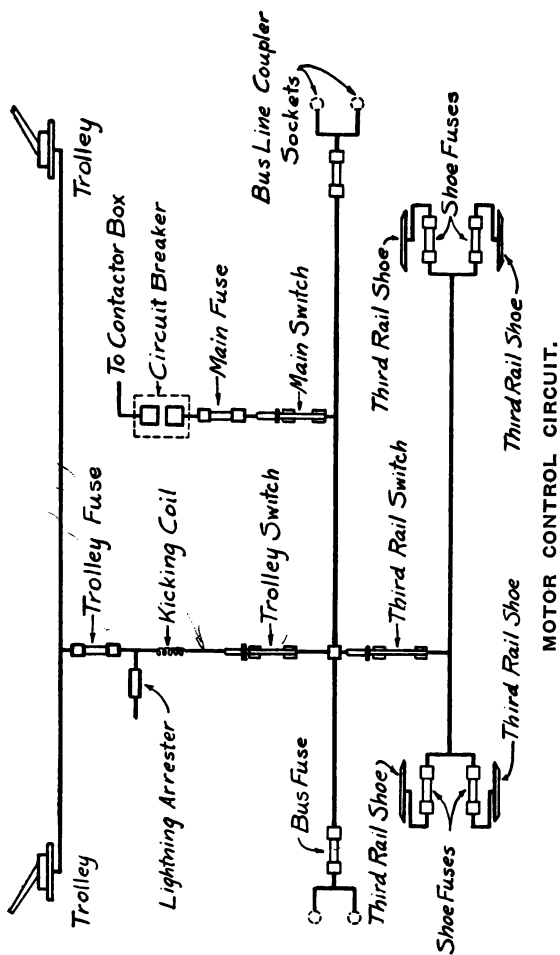 Trolley
Trolley
Trolley Fuse
To Contactor Box
Circuit Breaker
Main Fuse
Main Switch
Lightning Arrester
Kicking Coil
Trolley Switch
Bus Line Coupler
Sockets
Bus Fuse
Third Rail Switch
Third Rail Shoe
Third Rail Shoe
Shoe Fuses
Shoe Fuses
Third Rail Shoe
Third Rail Shoe
MOTOR CONTROL CIRCUIT.